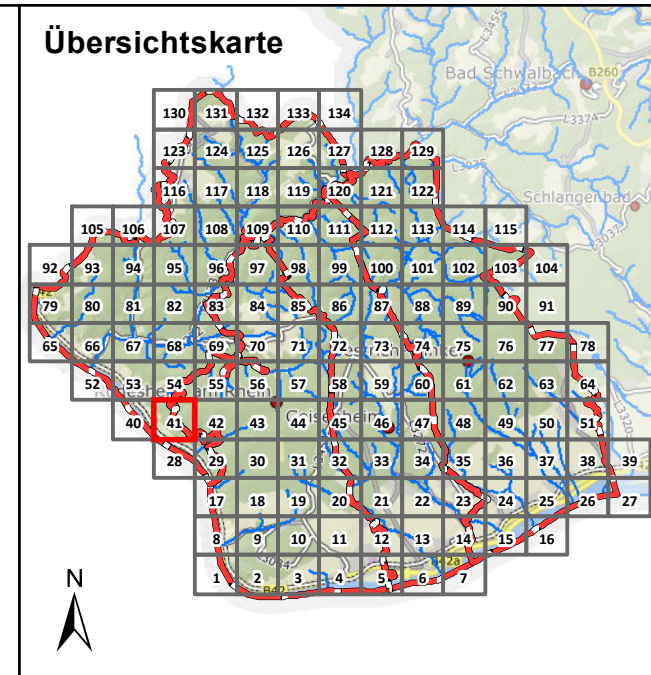 Übersichtskarte
L3455
Bad Schwalbach
B260
L3374
130 131 132 133 134
123 124 125 126 127 128 129
L3035
116 117 118 119 120 121 122
Schlangenbad
105 106 107 108 109 110 111 112 113 114 115
L3037
92 93 94 95 96 97 98 99 100 101 102 103 104
79 80 81 82 83 84 85 86 87 88 89 90 91
65 66 67 68 69 70 71 72 73 74 75 76 77 78
52 53 54 55 56 57 58 59 60 61 62 63 64
Geisenheim
40 41 42 43 44 45 46 47 48 49 50 51
L3320
28 29 30 31 32 33 34 35 36 37 38 39
17 18 19 20 21 22 23 24 25 26 27
8 9 10 11 12 13 14 15 16
L3034
B42a
1 2 3 4 5 6 7
B42
N